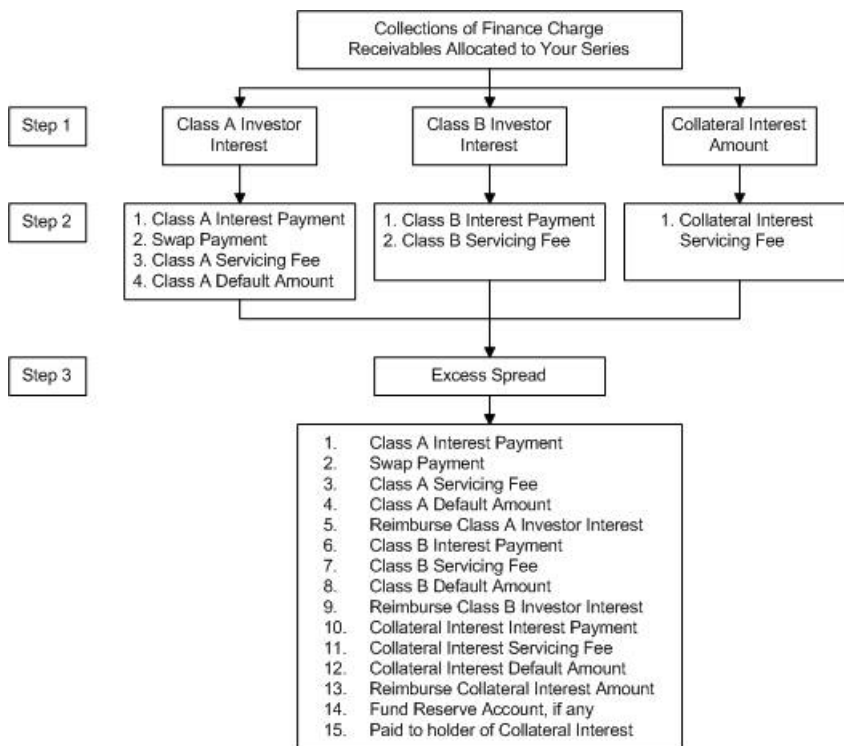 Collections of Finance Charge
Receivables Allocated to Your Series
Step 1
Class A Investor
Interest
Class B Investor
Interest
Collateral Interest
Amount
Step 2
1. Class A Interest Payment
2. Swap Payment
3. Class A Servicing Fee
4. Class A Default Amount
1. Class B Interest Payment
2. Class B Servicing Fee
1. Collateral Interest
Servicing Fee
Step 3
Excess Spread
1. Class A Interest Payment
2. Swap Payment
3. Class A Servicing Fee
4. Class A Default Amount
5. Reimburse Class A Investor Interest
6. Class B Interest Payment
7. Class B Servicing Fee
8. Class B Default Amount
9. Reimburse Class B Investor Interest
10. Collateral Interest Interest Payment
11. Collateral Interest Servicing Fee
12. Collateral Interest Default Amount
13. Reimburse Collateral Interest Amount
14. Fund Reserve Account, if any
15. Paid to holder of Collateral Interest